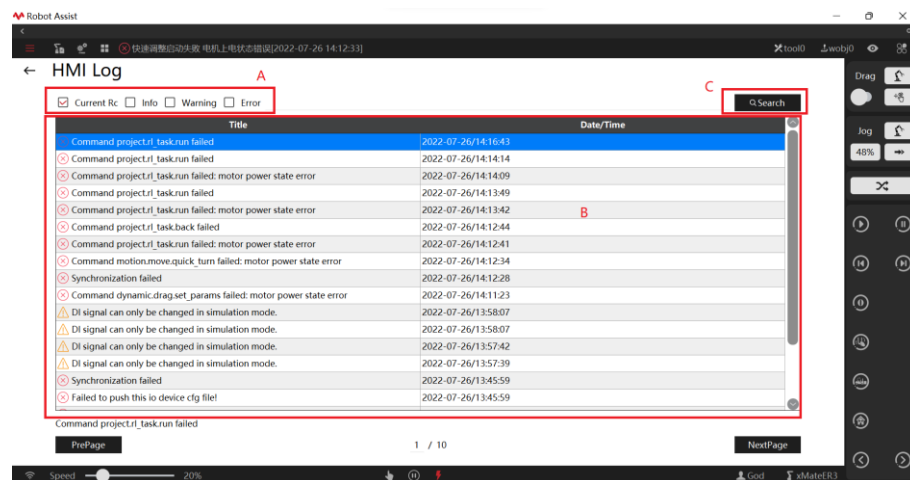 Robot Assist
快速调整启动失败 电机上电状态错误[2022-07-26 14:12:33]
tool0
wobj0
HMI Log
A
C
Current Rc Info Warning Error
Search
Title Date/Time
Command project.rl_task.run failed 2022-07-26/14:16:43
Command project.rl_task.run failed 2022-07-26/14:14:14
Command project.rl_task.run failed: motor power state error 2022-07-26/14:14:09
Command project.rl_task.run failed 2022-07-26/14:13:49
Command project.rl_task.run failed: motor power state error 2022-07-26/14:13:42
B
Command project.rl_task.back failed 2022-07-26/14:12:44
Command project.rl_task.run failed: motor power state error 2022-07-26/14:12:41
Command motion.move.quick_turn failed: motor power state error 2022-07-26/14:12:34
Synchronization failed 2022-07-26/14:12:28
Command dynamic.drag.set_params failed: motor power state error 2022-07-26/14:11:23
DI signal can only be changed in simulation mode. 2022-07-26/13:58:07
DI signal can only be changed in simulation mode. 2022-07-26/13:58:07
DI signal can only be changed in simulation mode. 2022-07-26/13:57:42
DI signal can only be changed in simulation mode. 2022-07-26/13:57:39
Synchronization failed 2022-07-26/13:45:59
Failed to push this io device cfg file! 2022-07-26/13:45:59
Command project.rl_task.run failed
PrePage 1 / 10 NextPage
Drag
Jog
48%
Speed 20% God xMateER3